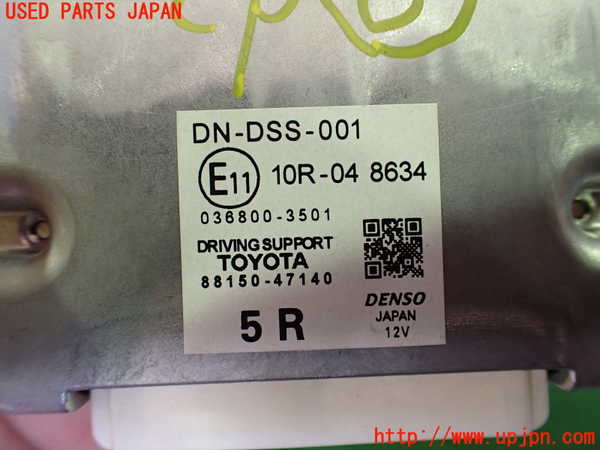 USED PARTS JAPAN
DN-DSS-001
E11 10R-04 8634
036800-3501
DRIVING SUPPORT
TOYOTA
88150-47140
5R
DENSO
JAPAN
12V
http://www.upjpn.com/